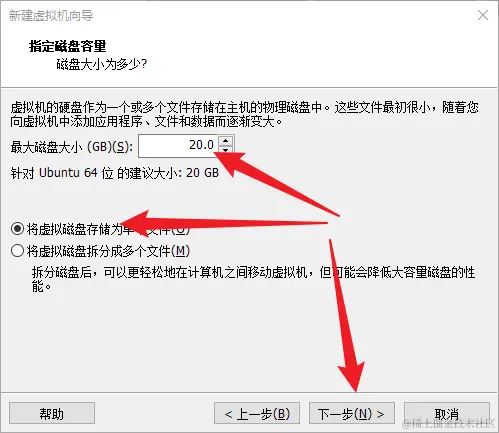 新建虚拟机向导
指定磁盘容量
磁盘大小为多少?
虚拟机的硬盘作为一个或多个文件存储在主机的物理磁盘中。这些文件最初很小，随着您
向虚拟机中添加应用程序、文件和数据而逐渐变大。
最大磁盘大小 (GB)(S): 20.0
针对 Ubuntu 64 位 的建议大小: 20 GB
将虚拟磁盘存储为单个文件(O)
将虚拟磁盘拆分成多个文件(M)
拆分磁盘后，可以更轻松地在计算机之间移动虚拟机，但可能会降低大容量磁盘的性
能。
帮助 < 上一步(B) 下一步(N) > 取消
@稀土掘金技术社区